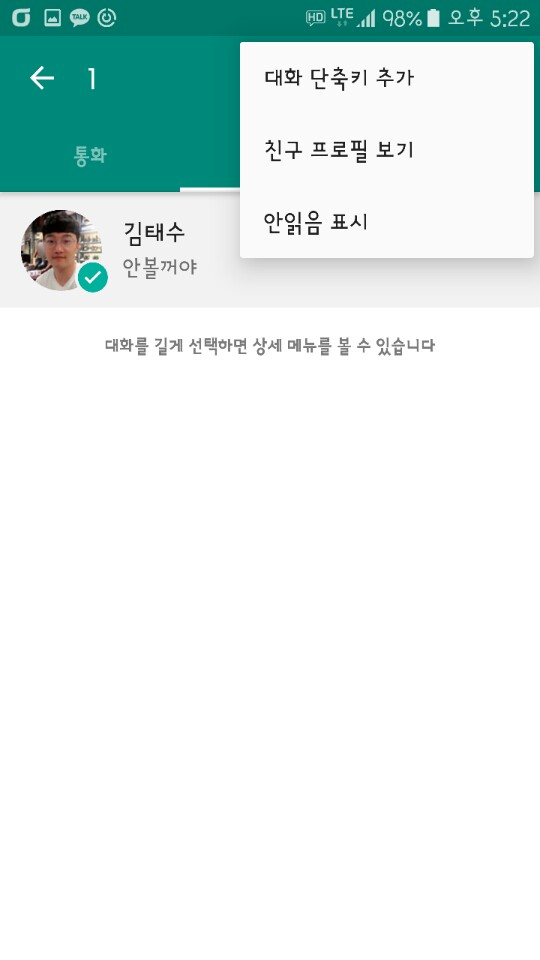 TALK HD LTE 98% 오후 5:22
1
통화
대화 단축키 추가
친구 프로필 보기
안읽음 표시
김태수
안볼꺼야
대화를 길게 선택하면 상세 메뉴를 볼 수 있습니다